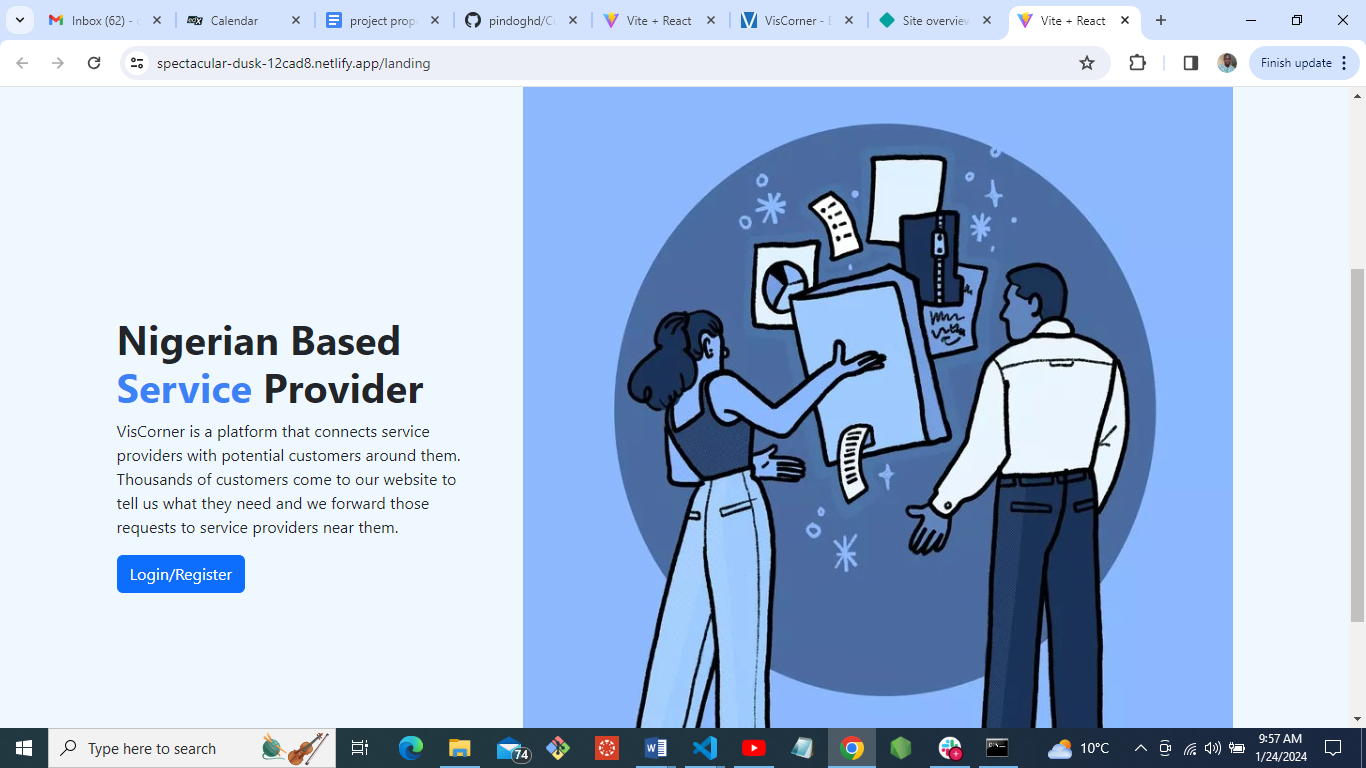 Inbox (62) - c
Calendar
project prop
pindoghd/Cu
Vite + React
VisCorner - E
Site overview
Vite + React
spectacular-dusk-12cad8.netlify.app/landing
Finish update
Nigerian Based
Service Provider
VisCorner is a platform that connects service
providers with potential customers around them.
Thousands of customers come to our website to
tell us what they need and we forward those
requests to service providers near them.
Login/Register
Type here to search
74
10°C
9:57 AM
1/24/2024